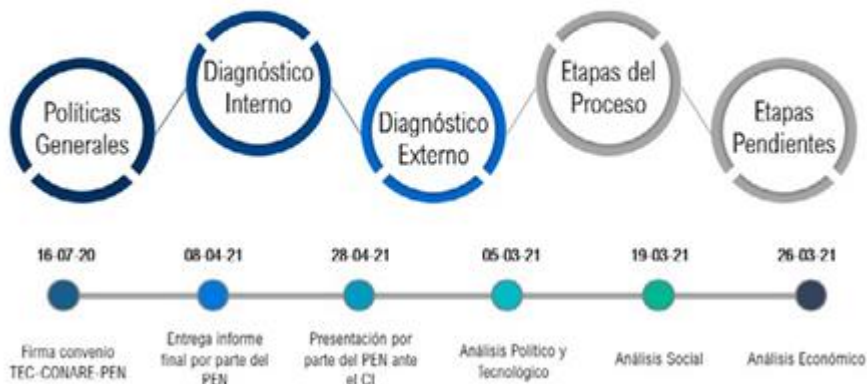 Políticas
Generales
Diagnóstico
Interno
Diagnóstico
Externo
Etapas del
Proceso
Etapas
Pendientes
16-07-20
08-04-21
28-04-21
05-03-21
19-03-21
26-03-21
Firma convenio
TEC-CONARE-PEN
Entrega informe
final por parte del
PEN
Presentación por
parte del PEN ante
el CI
Análisis Político y
Tecnológico
Análisis Social
Análisis Económico